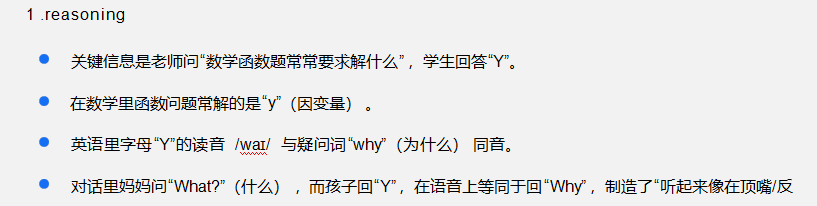 1 .reasoning
关键信息是老师问“数学函数题常常要求解什么”，学生回答“Y”。
在数学里函数问题常解的是“y”（因变量）。
英语里字母“Y”的读音 /waɪ/ 与疑问词“why”（为什么）同音。
对话里妈妈问“What?”（什么），而孩子回“Y”，在语音上等同于回“Why”，制造了“听起来像在顶嘴/反